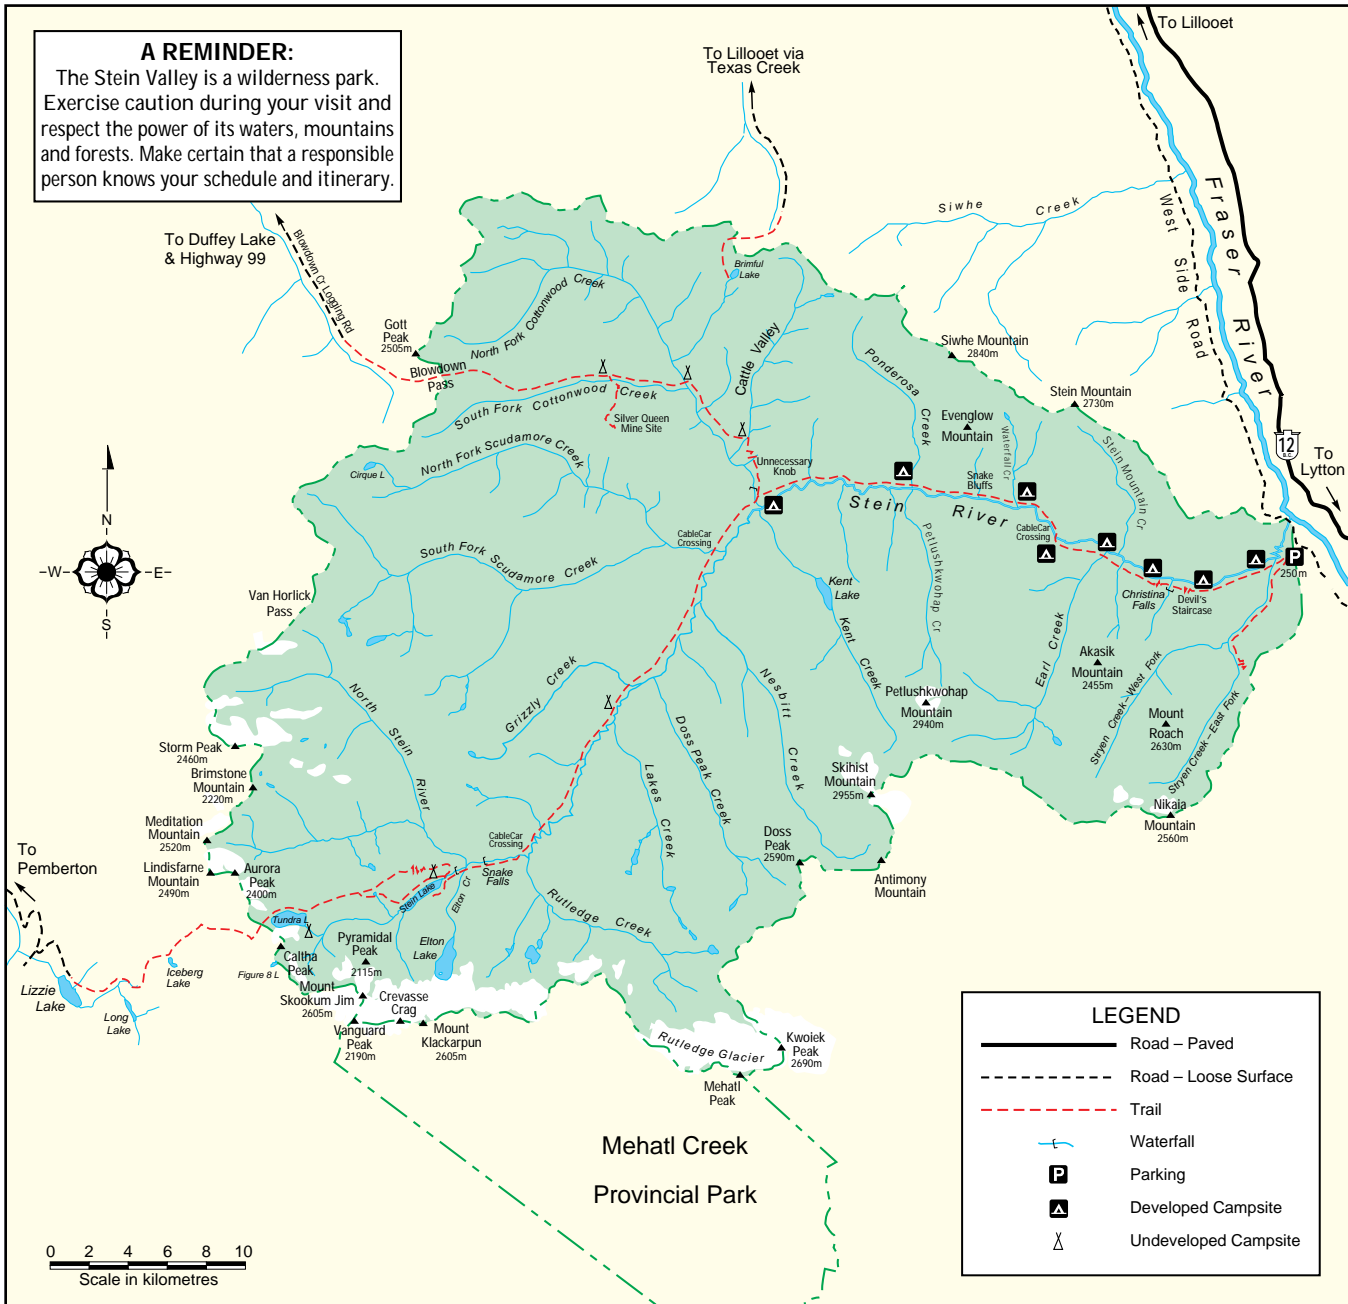 A REMINDER:
The Stein Valley is a wilderness park.
Exercise caution during your visit and
respect the power of its waters, mountains
and forests. Make certain that a responsible
person knows your schedule and itinerary.
To Lillooet via
Texas Creek
To Lillooet
Fraser River
West Side Road
Siwhe Creek
To Duffey Lake
& Highway 99
Blowdown Cr Logging Rd
Gott
Peak
2505m
Blowdown
Pass
North Fork Cottonwood Creek
Brimful
Lake
Cattle Valley
Ponderosa Creek
Siwhe Mountain
2840m
Stein Mountain
2730m
Evenglow
Mountain
Waterfall Cr
Stein Mountain Cr
12
B.C.
To
Lytton
South Fork Cottonwood Creek
Silver Queen
Mine Site
North Fork Scudamore Creek
Cirque L
Unnecessary
Knob
Snake
Bluffs
Stein River
CableCar
Crossing
CableCar
Crossing
South Fork Scudamore Creek
Petlushkwohap Cr
P
250m
Christina
Falls
Devil's
Staircase
Kent
Lake
Kent Creek
Van Horlick
Pass
Earl Creek
Akasik
Mountain
2455m
Stryen Creek – West Fork
Mount
Roach
2630m
Stryen Creek – East Fork
Nikaia
Mountain
2560m
Petlushkwohap
Mountain
2940m
Nesbitt Creek
Grizzly Creek
Doss Peak Creek
Lakes Creek
North Stein River
Storm Peak
2460m
Brimstone
Mountain
2220m
Meditation
Mountain
2520m
Lindisfarne
Mountain
2490m
Aurora
Peak
2400m
Skihist
Mountain
2955m
Doss
Peak
2590m
Antimony
Mountain
CableCar
Crossing
Snake
Falls
Stein Lake
Elton Cr
Rutledge Creek
To
Pemberton
Tundra L
Caltha
Peak
Pyramidal
Peak
2115m
Elton
Lake
Iceberg
Lake
Figure 8 L
Lizzie
Lake
Long
Lake
Mount
Skookum Jim
2605m
Crevasse
Crag
Vanguard
Peak
2190m
Mount
Klackarpun
2605m
Rutledge Glacier
Kwoiek
Peak
2690m
Mehatl
Peak
Mehatl Creek
Provincial Park
N
W
E
S
0 2 4 6 8 10
Scale in kilometres
LEGEND
Road – Paved
Road – Loose Surface
Trail
Waterfall
P Parking
Developed Campsite
Undeveloped Campsite